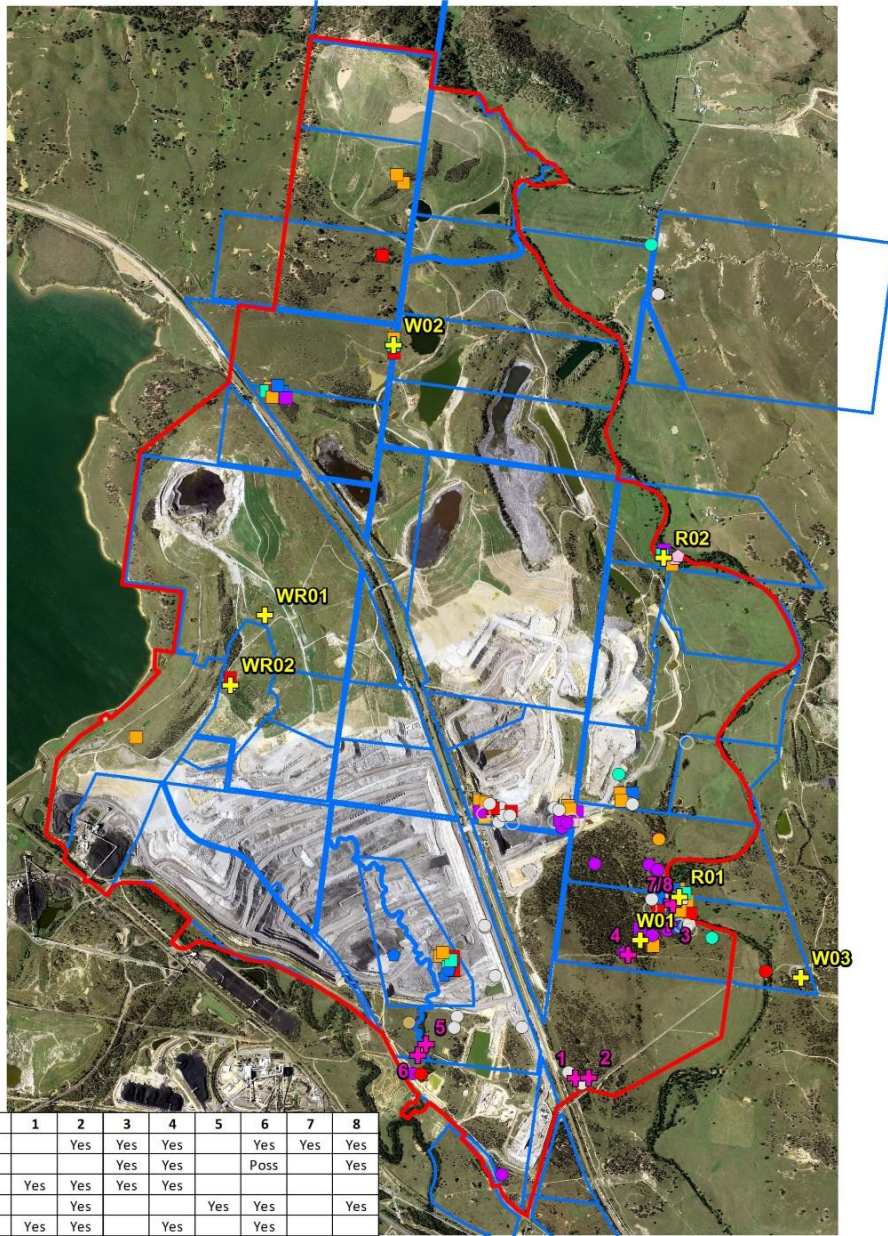 W02
R02
WR01
WR02
R01
7/8
W01
4
3
W03
5
1
2
6
1 2 3 4 5 6 7 8
Yes Yes Yes Yes Yes Yes
Yes Yes Poss Yes
Yes Yes Yes Yes
Yes Yes Yes Yes
Yes Yes Yes Yes